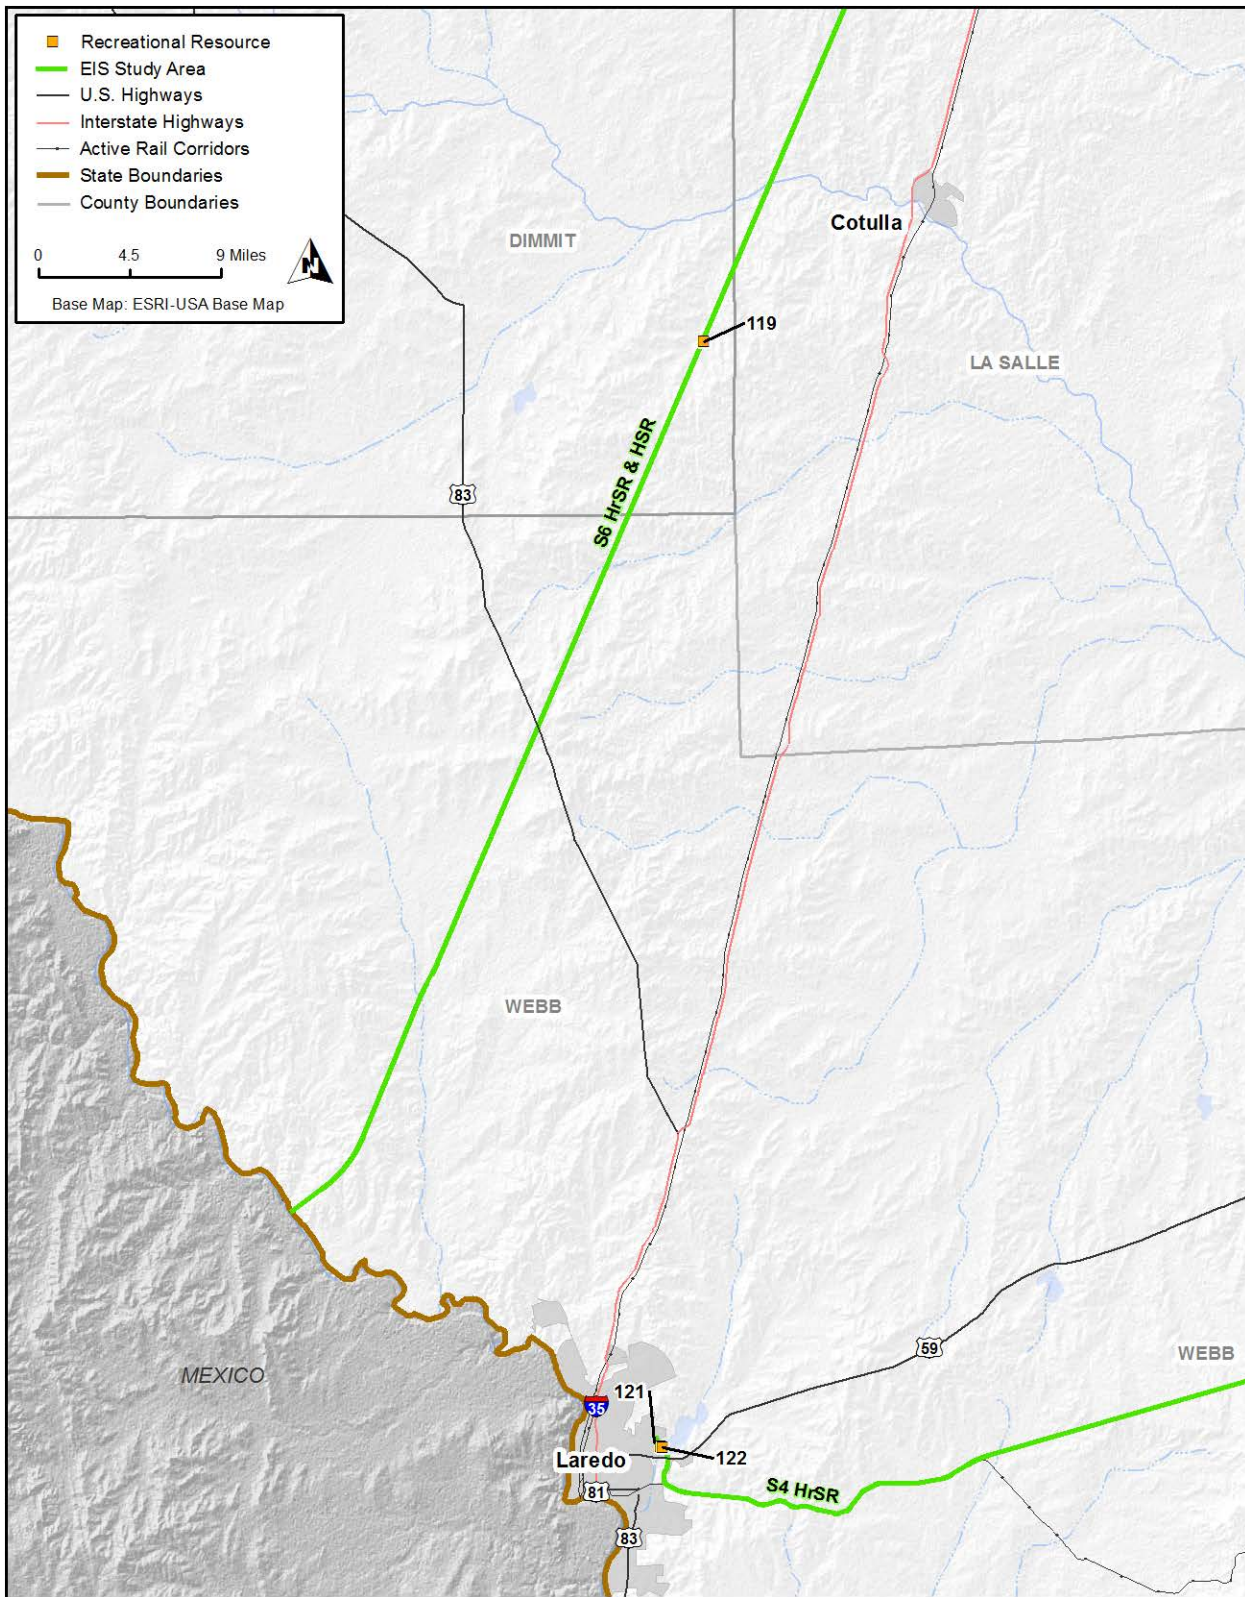 Recreational Resource
EIS Study Area
U.S. Highways
Interstate Highways
Active Rail Corridors
State Boundaries
County Boundaries
0 4.5 9 Miles
N
Base Map: ESRI-USA Base Map
DIMMIT
Cotulla
119
LA SALLE
S6 HrSR & HSR
83
WEBB
59
WEBB
MEXICO
121
35
Laredo
122
81
S4 HrSR
83